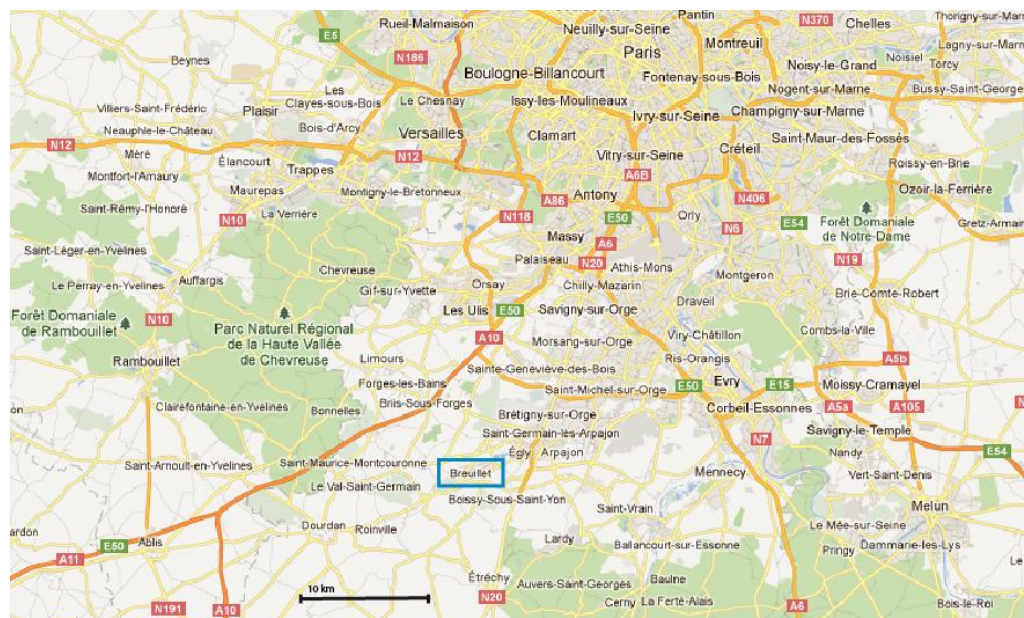 Rueil-Malmaison
Neuilly-sur-Seine
Pantin
N370
Chelles
Thorigny-sur-Mar
E5
Paris
Montreuil
Lagny-sur-Marn
Beynes
N186
Noisy-le-Grand
Noisiel
Torcy
Boulogne-Billancourt
Fontenay-sous-Bois
Les
Clayes-sous-Bois
Le Chesnay
Issy-les-Moulineaux
Nogent-sur-Marne
Bussy-Saint-George
Villiers-Saint-Frédéric
Plaisir
Ivry-sur-Seine
Champigny-sur-Marne
Neauphle-le-Château
Bois-d'Arcy
Versailles
Clamart
Saint-Maur-des-Fossés
N12
Méré
Élancourt
Trappes
N12
Vitry-sur-Seine
Créteil
Roissy-en-Brie
Montfort-l'Amaury
Maurepas
Montigny-le-Bretonneux
A6B
Antony
A86
N406
Ozoir-la-Ferrière
Saint-Rémy-l'Honoré
N10
La Verrière
N118
E50
Orly
N6
E54
Forêt Domaniale
de Notre-Dame
Gretz-Armain
Saint-Léger-en-Yvelines
Massy
A6
Palaiseau
N20
Athis-Mons
N19
Le Perray-en-Yvelines
Auffargis
Chevreuse
Gif-sur-Yvette
Orsay
Chilly-Mazarin
Montgeron
Brie-Comte-Robert
Forêt Domaniale
de Rambouillet
N10
Parc Naturel Régional
de la Haute Vallée
de Chevreuse
Les Ulis
E50
Savigny-sur-Orge
Draveil
Viry-Châtillon
Combs-la-Ville
Rambouillet
Limours
A10
Morsang-sur-Orge
Ris-Orangis
A5b
Forges-les-Bains
Sainte-Geneviève-des-Bois
Saint-Michel-sur-Orge
E50
Evry
E15
Moissy-Cramayel
Clairefontaine-en-Yvelines
Bonnelles
Briis-Sous-Forges
Brétigny-sur-Orge
Corbeil-Essonnes
A5a
A105
N
Saint-Germain-lès-Arpajon
N7
Savigny-le-Temple
Saint-Arnoult-en-Yvelines
Saint-Maurice-Montcouronne
Égly
Arpajon
Nandy
E54
Breuillet
Mennecy
Vert-Saint-Denis
Le Val-Saint-Germain
Boissy-Sous-Saint-Yon
Saint-Vrain
Melun
Dourdan
Roinville
Le Mée-sur-Seine
ardon
Ablis
E50
A11
Lardy
Ballancourt-sur-Essonne
Pringy
Dammarie-les-Lys
Le
Étréchy
Auvers-Saint-Georges
Baulne
10 km
N191
A10
N20
Cerny
La Ferté-Alais
A6
Bois-le-Roi